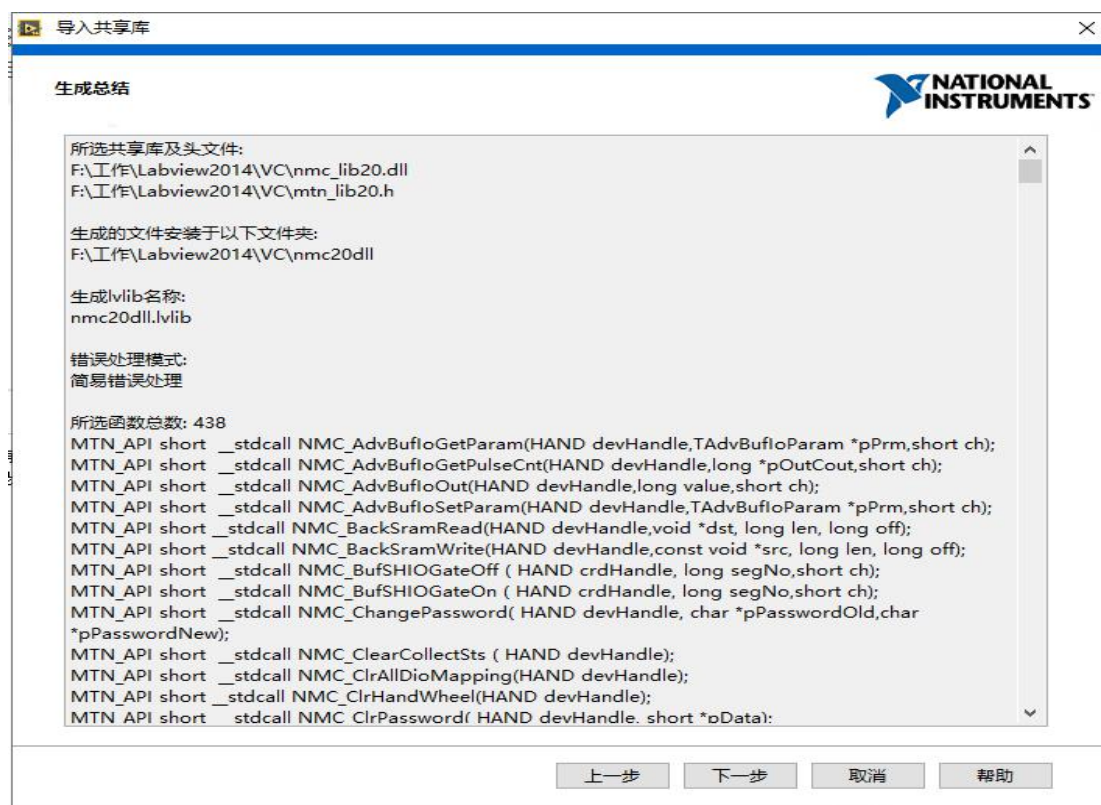 导入共享库
生成总结
NATIONAL
INSTRUMENTS
所选共享库及头文件:
F:\工作\Labview2014\VC\nmc_lib20.dll
F:\工作\Labview2014\VC\mtn_lib20.h
生成的文件安装于以下文件夹:
F:\工作\Labview2014\VC\nmc20dll
生成lvlib名称:
nmc20dll.lvlib
错误处理模式:
简易错误处理
所选函数总数: 438
MTN_API short __stdcall NMC_AdvBufIoGetParam(HAND devHandle,TAdvBufIoParam *pPrm,short ch);
MTN_API short __stdcall NMC_AdvBufIoGetPulseCnt(HAND devHandle,long *pOutCout,short ch);
MTN_API short __stdcall NMC_AdvBufIoOut(HAND devHandle,long value,short ch);
MTN_API short __stdcall NMC_AdvBufIoSetParam(HAND devHandle,TAdvBufIoParam *pPrm,short ch);
MTN_API short __stdcall NMC_BackSramRead(HAND devHandle,void *dst, long len, long off);
MTN_API short __stdcall NMC_BackSramWrite(HAND devHandle,const void *src, long len, long off);
MTN_API short __stdcall NMC_BufSHIOGateOff ( HAND crdHandle, long segNo,short ch);
MTN_API short __stdcall NMC_BufSHIOGateOn ( HAND crdHandle, long segNo,short ch);
MTN_API short __stdcall NMC_ChangePassword( HAND devHandle, char *pPasswordOld,char
*pPasswordNew);
MTN_API short __stdcall NMC_ClearCollectSts ( HAND devHandle);
MTN_API short __stdcall NMC_ClrAllDioMapping(HAND devHandle);
MTN_API short __stdcall NMC_ClrHandWheel(HAND devHandle);
MTN_API short __stdcall NMC_ClrPassword( HAND devHandle, short *pData);
上一步 下一步 取消 帮助